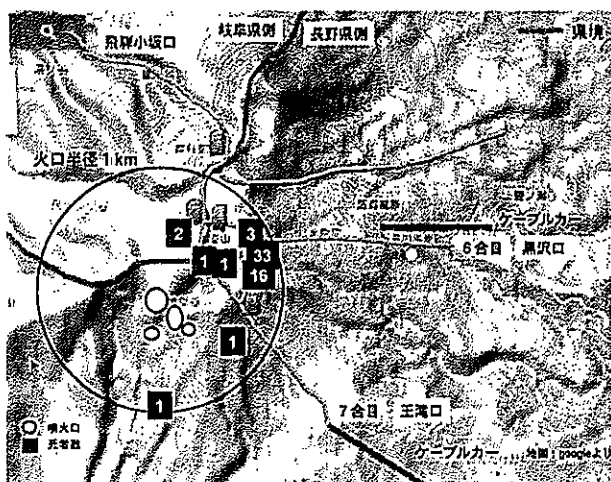 飛騨小坂口
岐阜県側
長野県側
県境
火口半径1km
ケーブルカー
2
3
1
1
33
16
6合目 黒沢口
1
1
7合目 王滝口
噴火口
死者数
ケーブルカー
地図：googleより